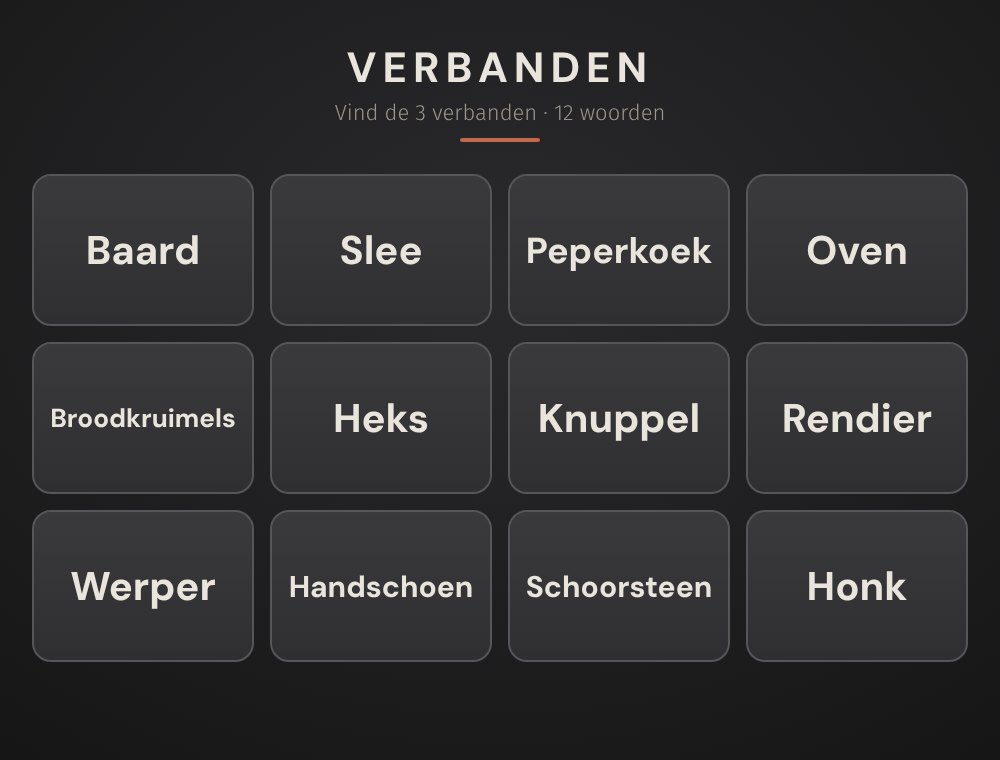 VERBANDEN
Vind de 3 verbanden · 12 woorden
Baard Slee Peperkoek Oven
Broodkruimels Heks Knuppel Rendier
Werper Handschoen Schoorsteen Honk